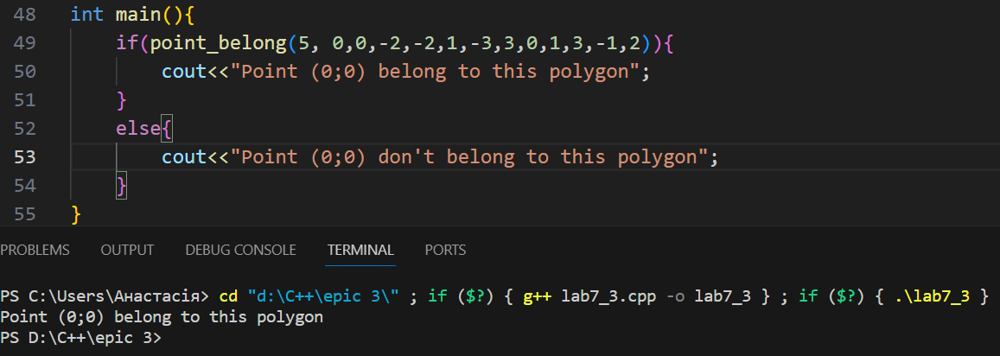 48 int main(){
49 if(point_belong(5, 0,0,-2,-2,1,-3,3,0,1,3,-1,2)){
50 cout<<"Point (0;0) belong to this polygon";
51 }
52 else{
53 cout<<"Point (0;0) don't belong to this polygon";
54 }
55 }
PROBLEMS OUTPUT DEBUG CONSOLE TERMINAL PORTS
PS C:\Users\Анастасія> cd "d:\C++\epic 3\" ; if ($?) { g++ lab7_3.cpp -o lab7_3 } ; if ($?) { .\lab7_3 }
Point (0;0) belong to this polygon
PS D:\C++\epic 3>